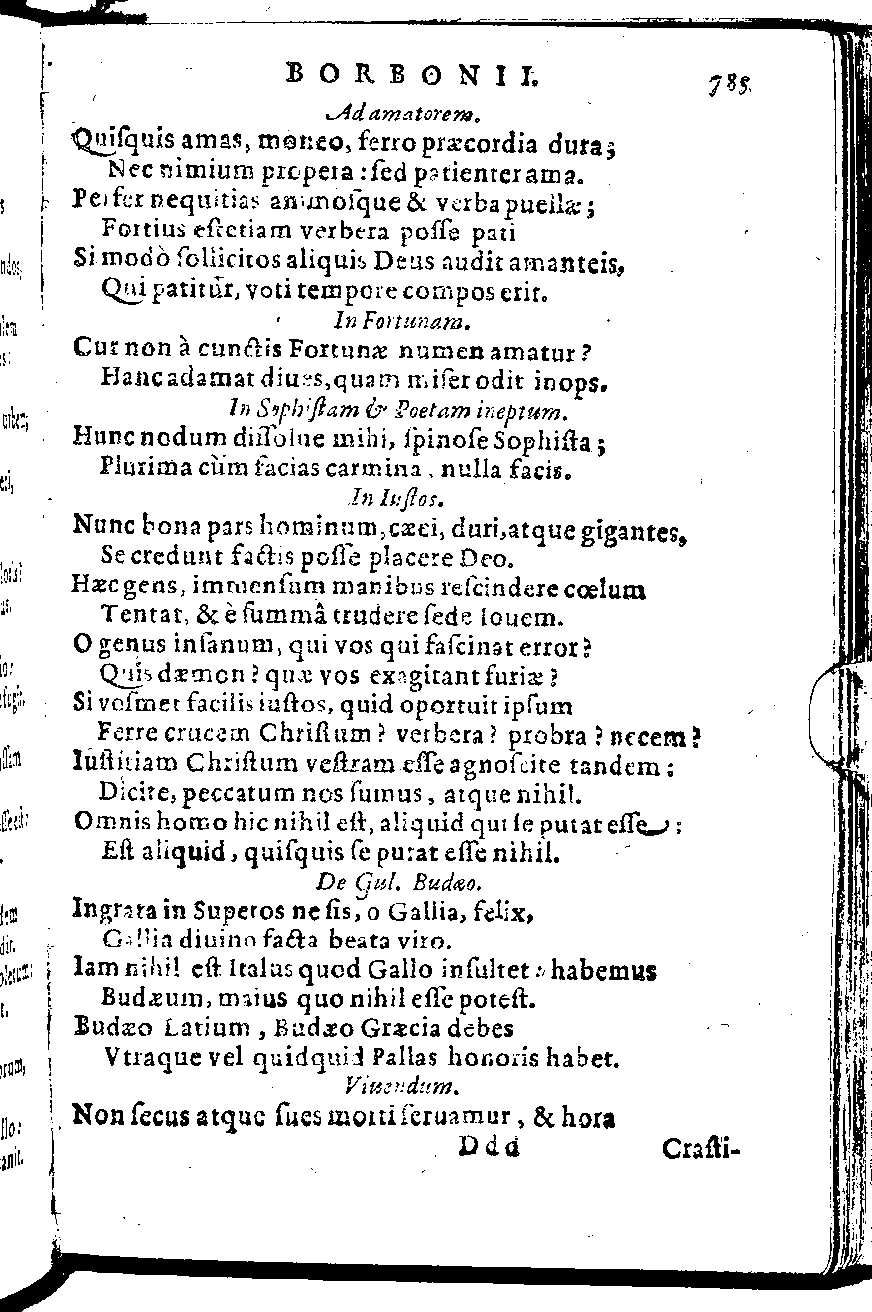 BORBONII.
785.
Ad amatorem.
Quiſquis amas, moneo, ferro præcordia dura;
Nec nimium propera : ſed patienter ama.
Perfer nequitias animoſque & verba puellæ;
Fortius eſt etiam verbera poſſe pati
Si modò ſollicitos aliquis Deus audit amanteis,
Qui patitur, voti tempore compos erit.
In Fortunam.
Cur non à cunctis Fortunæ numen amatur?
Hanc adamat diues, quam miſer odit inops.
In Sophiſtam & Poetam ineptum.
Hunc nodum diſſolue mihi, ſpinoſe Sophiſta;
Plurima cùm facias carmina, nulla facis.
In Iuſtos.
Nunc bona pars hominum, cæci, duri, atque gigantes,
Se credunt factis poſſe placere Deo.
Hæc gens, immenſum manibus reſcindere cœlum
Tentat, & è ſummâ trudere ſede Iouem.
O genus inſanum, qui vos qui faſcinat error?
Quis dæmon? quæ vos exagitant furiæ?
Si voſmet facilis iuſtos, quid oportuit ipſum
Ferre crucem Chriſtum? verbera? probra? necem?
Iuſtitiam Chriſtum veſtram eſſe agnoſcite tandem:
Dicite, peccatum nos ſumus, atque nihil.
Omnis homo hic nihil eſt, aliquid qui ſe putat eſſe:
Eſt aliquid, quiſquis ſe putat eſſe nihil.
De Gul. Budæo.
Ingrata in Superos ne ſis, o Gallia, felix,
Gallia diuino facta beata viro.
Iam nihil eſt Italus quod Gallo inſultet: habemus
Budæum, maius quo nihil eſſe poteſt.
Budæo Latium, Budæo Græcia debes
Vtraque vel quidquid Pallas honoris habet.
Viuendum.
Non ſecus atque ſues morti ſeruamur, & hora
Ddd
Craſti-